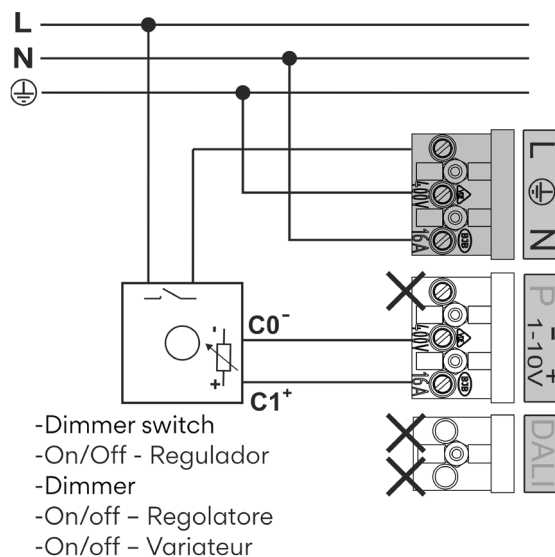 L
N
L
N
400V
16A
P
1-10V
- +
400V
16A
DALI
-
+
C0⁻
C1⁺
-Dimmer switch
-On/Off - Regulador
-Dimmer
-On/off – Regolatore
-On/off – Variateur